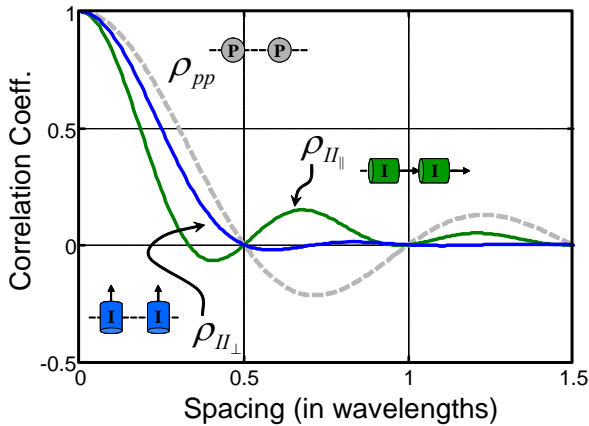 1
0.5
0
-0.5
Correlation Coeff.
ρpp
P P
ρII∥
I I
I I
ρII⊥
0 0.5 1 1.5
Spacing (in wavelengths)